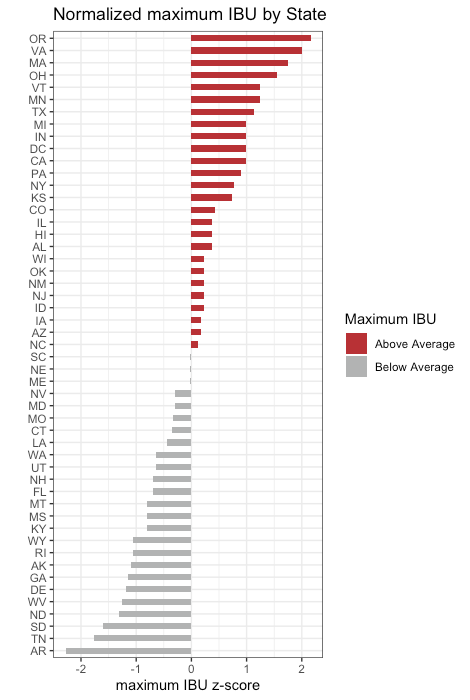 Normalized maximum IBU by State
OR
VA
MA
OH
VT
MN
TX
MI
IN
DC
CA
PA
NY
KS
CO
IL
HI
AL
WI
OK
NM
NJ
ID
IA
AZ
NC
SC
NE
ME
NV
MD
MO
CT
LA
WA
UT
NH
FL
MT
MS
KY
WY
RI
AK
GA
DE
WV
ND
SD
TN
AR
-2 -1 0 1 2
maximum IBU z-score
Maximum IBU
Above Average
Below Average